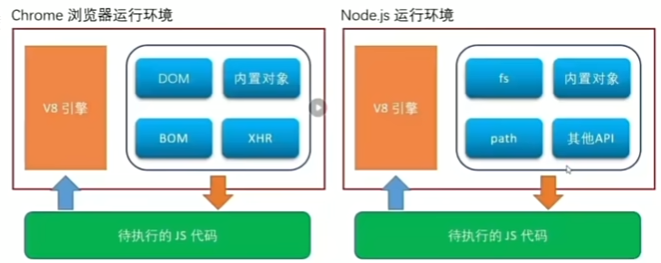 Chrome 浏览器运行环境
V8 引擎
DOM
内置对象
BOM
XHR
待执行的 JS 代码
Node.js 运行环境
V8 引擎
fs
内置对象
path
其他API
待执行的 JS 代码